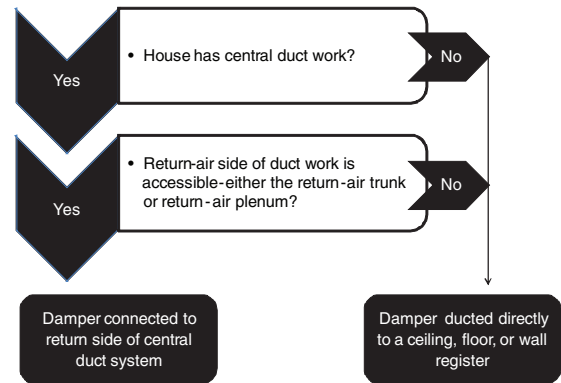 Yes
• House has central duct work?
No
Yes
• Return-air side of duct work is
accessible-either the return-air trunk
or return-air plenum?
No
Damper connected to
return side of central
duct system
Damper ducted directly
to a ceiling, floor, or wall
register